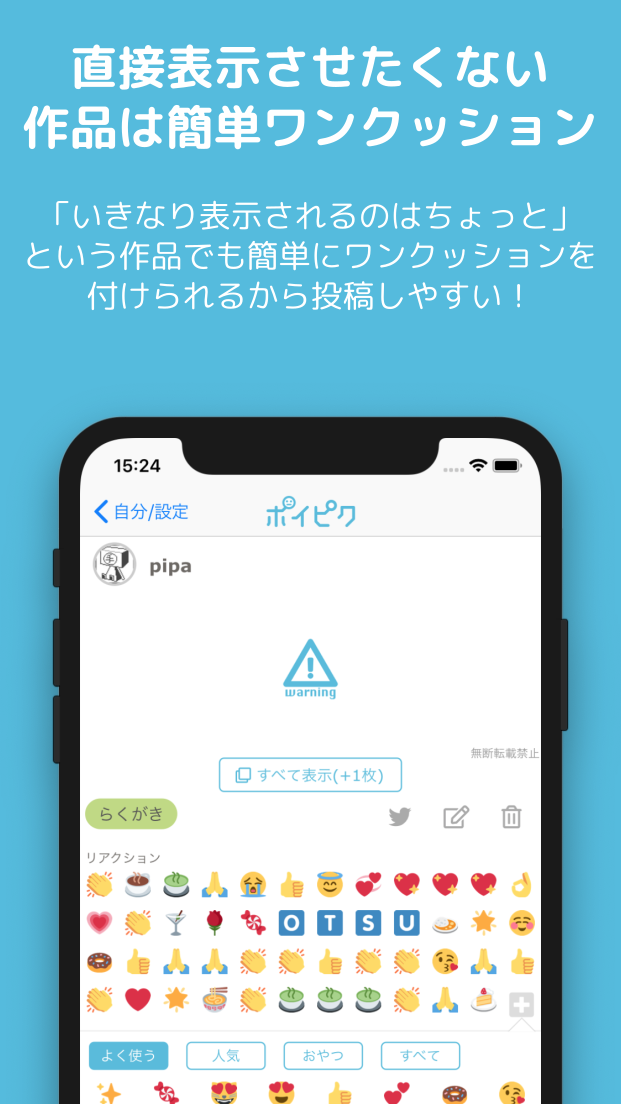 直接表示させたくない
作品は簡単ワンクッション
「いきなり表示されるのはちょっと」
という作品でも簡単にワンクッションを
付けられるから投稿しやすい！
15:24
自分/設定
ポイピク
pipa
warning
無断転載禁止
すべて表示(+1枚)
らくがき
リアクション
O T S U
よく使う
人気
おやつ
すべて